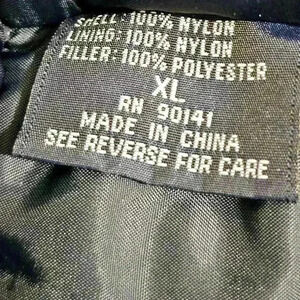 SHELL: 100% NYLON
LINING: 100% NYLON
FILLER: 100% POLYESTER
XL
RN 90141
MADE IN CHINA
SEE REVERSE FOR CARE